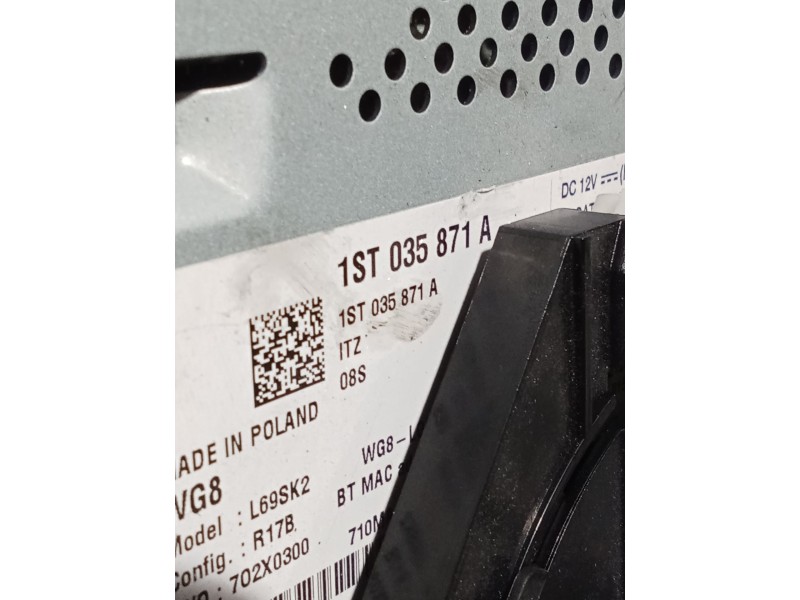 DC 12V
1ST 035 871 A
1ST 035 871 A
ITZ
08S
MADE IN POLAND
WG8-
VG8
BT MAC
Model : L69SK2
Config. : R17B
710M
: 702X0300